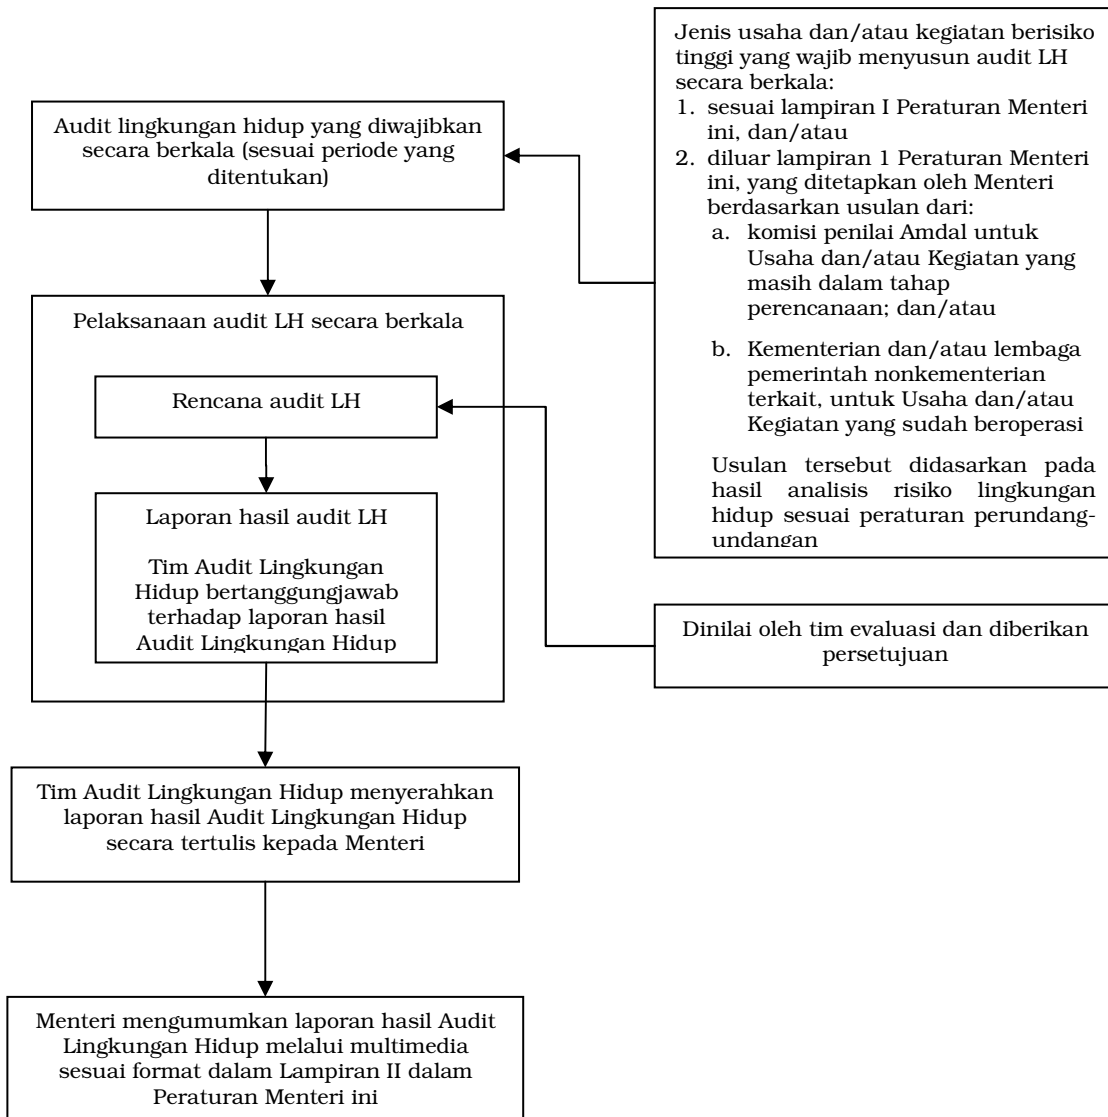 Jenis usaha dan/atau kegiatan berisiko
tinggi yang wajib menyusun audit LH
secara berkala:
1. sesuai lampiran I Peraturan Menteri
ini, dan/atau
2. diluar lampiran 1 Peraturan Menteri
ini, yang ditetapkan oleh Menteri
berdasarkan usulan dari:
a. komisi penilai Amdal untuk
Usaha dan/atau Kegiatan yang
masih dalam tahap
perencanaan; dan/atau
b. Kementerian dan/atau lembaga
pemerintah nonkementerian
terkait, untuk Usaha dan/atau
Kegiatan yang sudah beroperasi
Usulan tersebut didasarkan pada
hasil analisis risiko lingkungan
hidup sesuai peraturan perundang-
undangan
Audit lingkungan hidup yang diwajibkan
secara berkala (sesuai periode yang
ditentukan)
Pelaksanaan audit LH secara berkala
Rencana audit LH
Laporan hasil audit LH
Tim Audit Lingkungan
Hidup bertanggungjawab
terhadap laporan hasil
Audit Lingkungan Hidup
Dinilai oleh tim evaluasi dan diberikan
persetujuan
Tim Audit Lingkungan Hidup menyerahkan
laporan hasil Audit Lingkungan Hidup
secara tertulis kepada Menteri
Menteri mengumumkan laporan hasil Audit
Lingkungan Hidup melalui multimedia
sesuai format dalam Lampiran II dalam
Peraturan Menteri ini